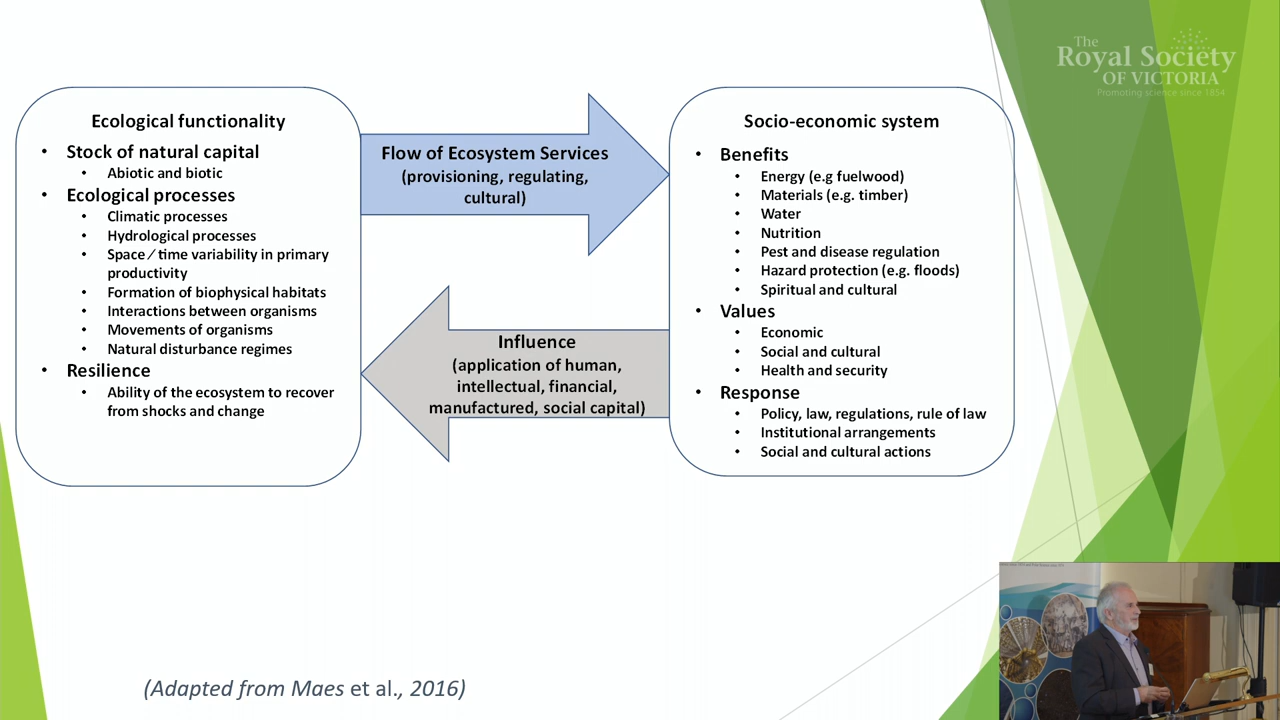 The
Royal Society
OF VICTORIA
Promoting science since 1854
Ecological functionality
• Stock of natural capital
• Abiotic and biotic
• Ecological processes
• Climatic processes
• Hydrological processes
• Space ⁄ time variability in primary
productivity
• Formation of biophysical habitats
• Interactions between organisms
• Movements of organisms
• Natural disturbance regimes
• Resilience
• Ability of the ecosystem to recover
from shocks and change
Flow of Ecosystem Services
(provisioning, regulating,
cultural)
Influence
(application of human,
intellectual, financial,
manufactured, social capital)
Socio-economic system
• Benefits
• Energy (e.g fuelwood)
• Materials (e.g. timber)
• Water
• Nutrition
• Pest and disease regulation
• Hazard protection (e.g. floods)
• Spiritual and cultural
• Values
• Economic
• Social and cultural
• Health and security
• Response
• Policy, law, regulations, rule of law
• Institutional arrangements
• Social and cultural actions
(Adapted from Maes et al., 2016)